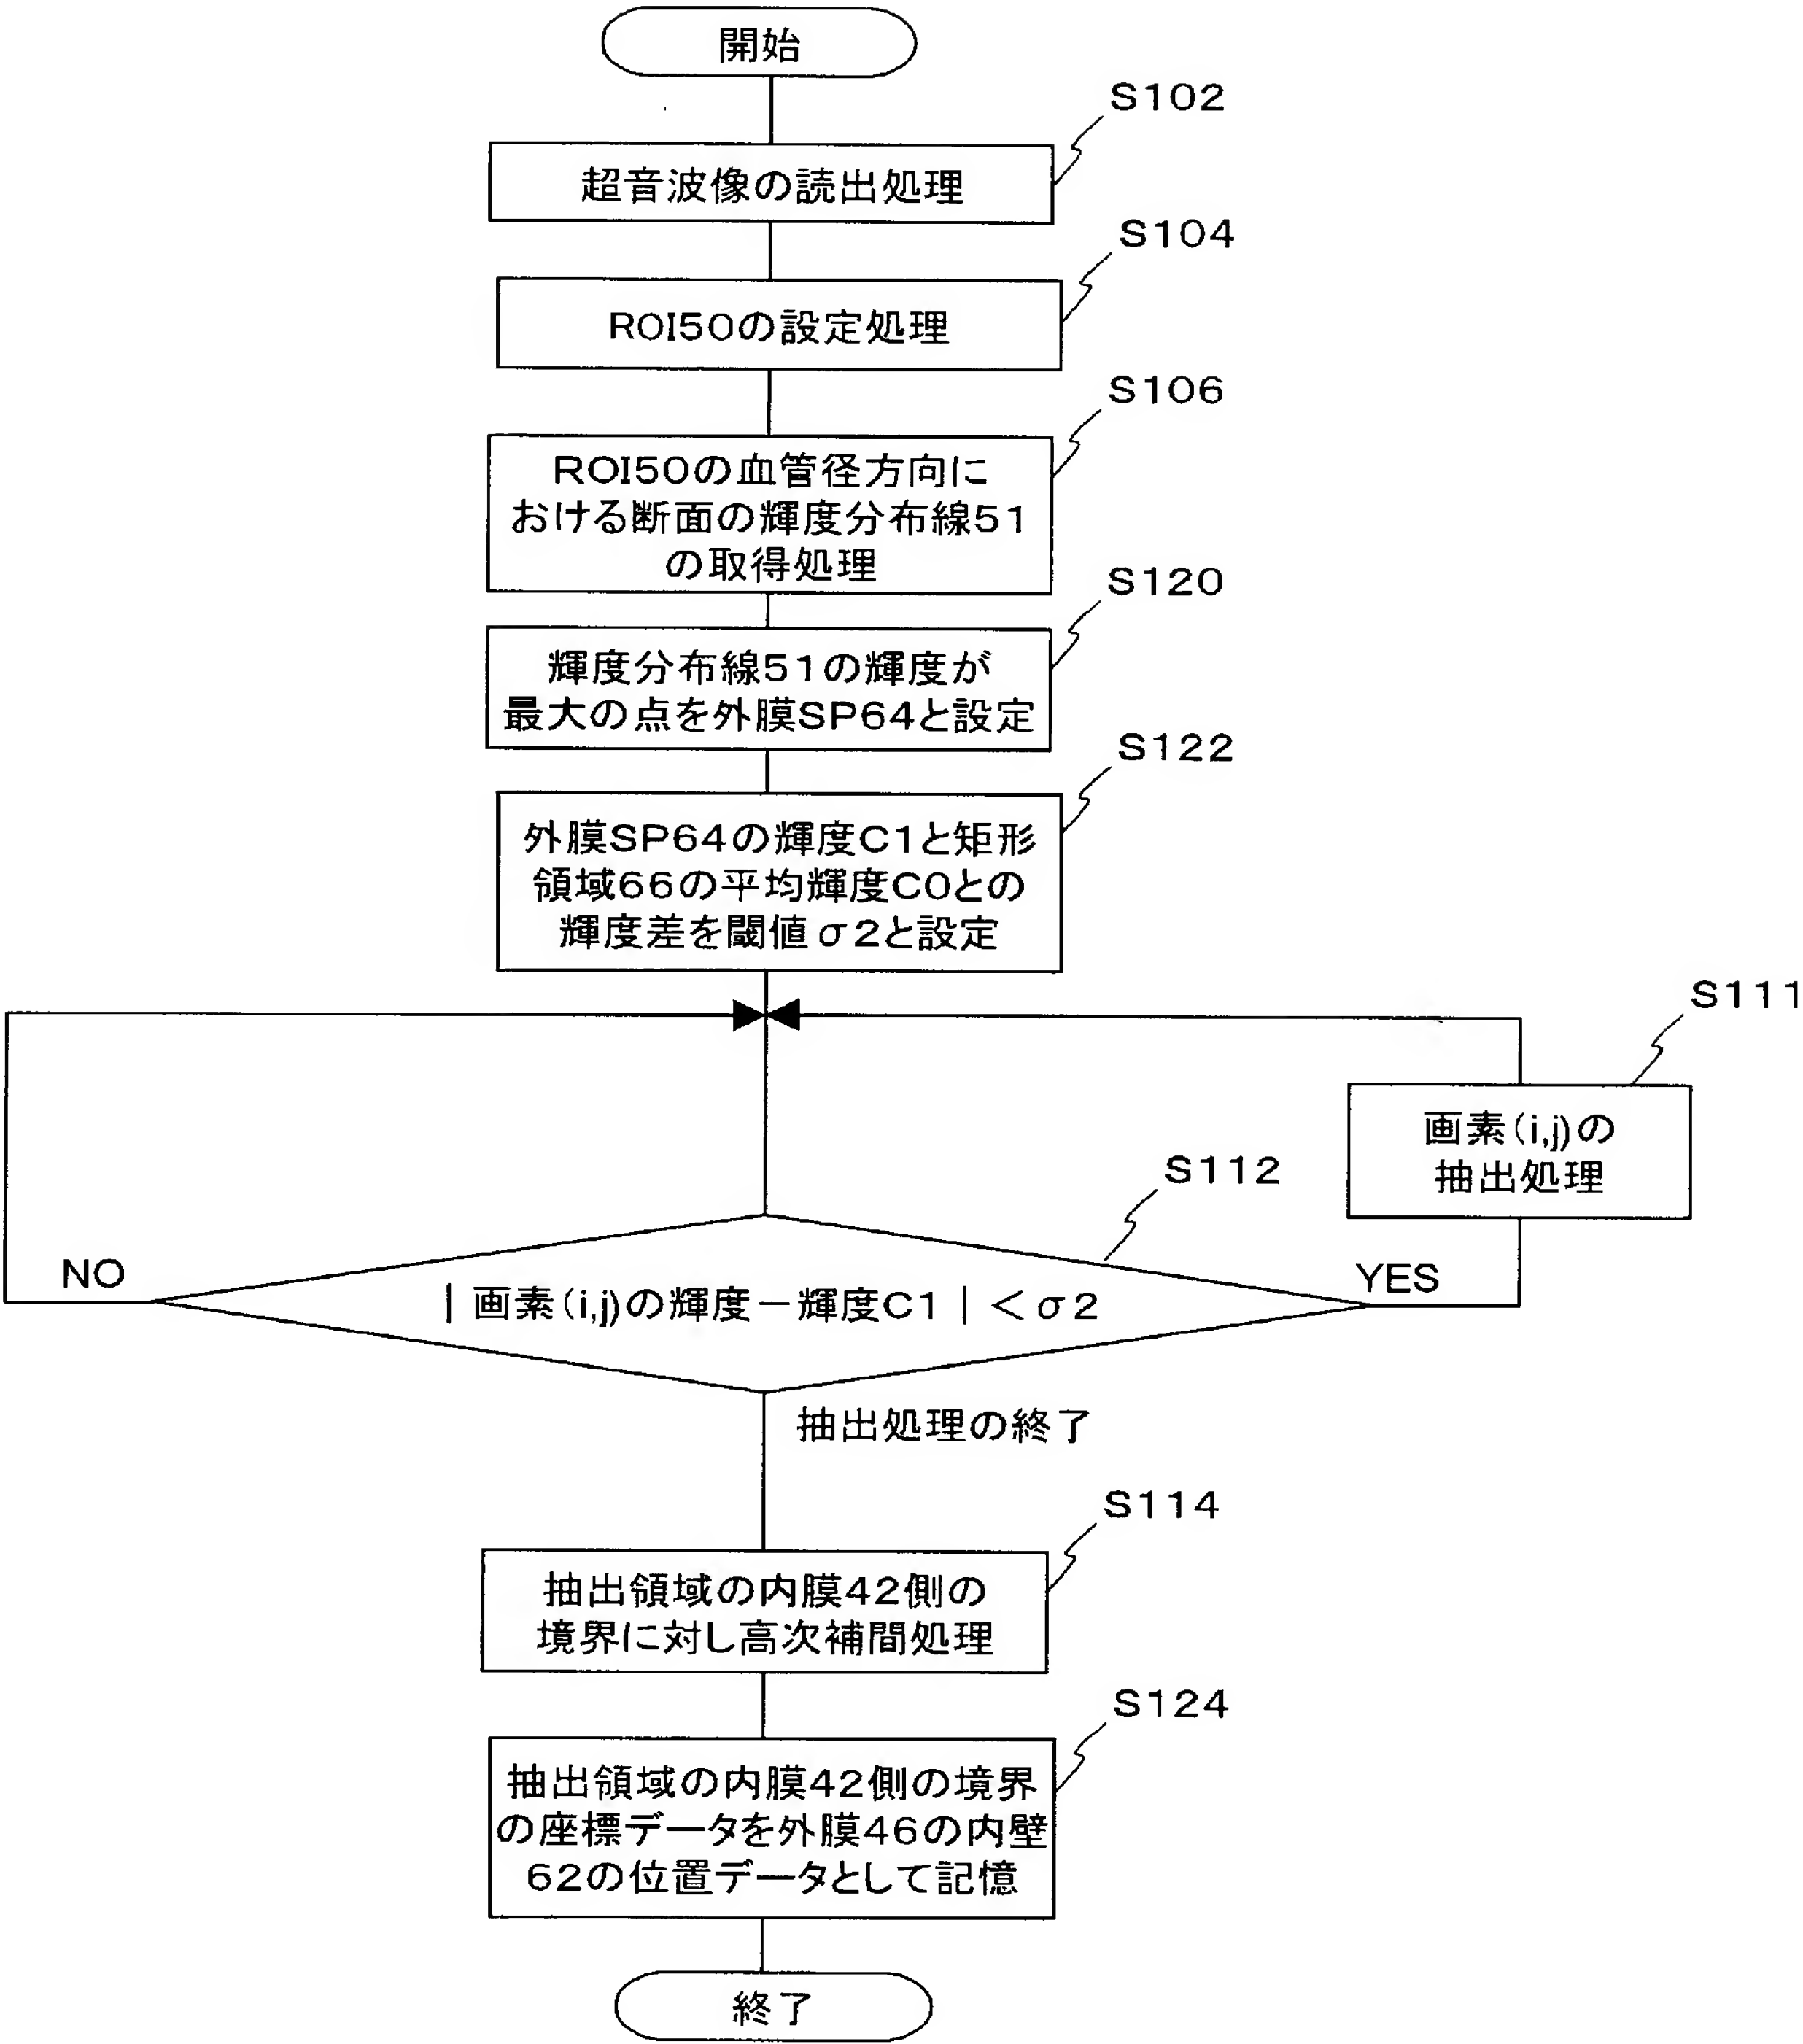 開始
S102
超音波像の読出処理
S104
ROI50の設定処理
S106
ROI50の血管径方向に
おける断面の輝度分布線51
の取得処理
S120
輝度分布線51の輝度が
最大の点を外膜SP64と設定
S122
外膜SP64の輝度C1と矩形
領域66の平均輝度C0との
輝度差を閾値σ2と設定
S111
画素(i,j)の
抽出処理
S112
NO
|画素(i,j)の輝度－輝度C1|＜σ2
YES
抽出処理の終了
S114
抽出領域の内膜42側の
境界に対し高次補間処理
S124
抽出領域の内膜42側の境界
の座標データを外膜46の内壁
62の位置データとして記憶
終了